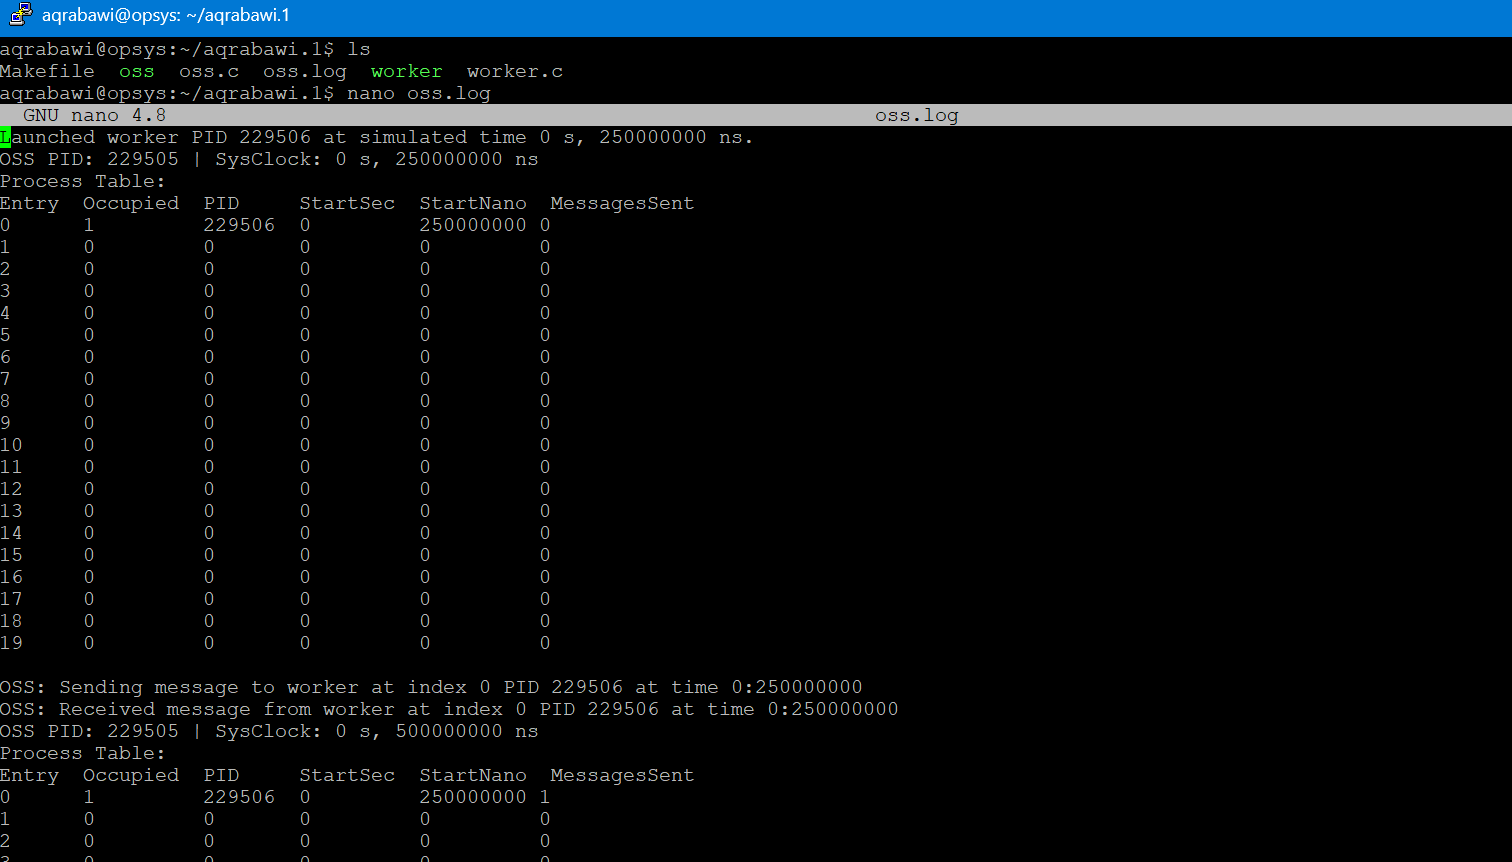 aqrabawi@opsys: ~/aqrabawi.1
aqrabawi@opsys:~/aqrabawi.1$ ls
Makefile  oss  oss.c  oss.log  worker  worker.c
aqrabawi@opsys:~/aqrabawi.1$ nano oss.log
GNU nano 4.8 oss.log
Launched worker PID 229506 at simulated time 0 s, 250000000 ns.
OSS PID: 229505 | SysClock: 0 s, 250000000 ns
Process Table:
Entry  Occupied  PID     StartSec  StartNano  MessagesSent
0      1         229506  0         250000000 0
1      0         0       0         0         0
2      0         0       0         0         0
3      0         0       0         0         0
4      0         0       0         0         0
5      0         0       0         0         0
6      0         0       0         0         0
7      0         0       0         0         0
8      0         0       0         0         0
9      0         0       0         0         0
10     0         0       0         0         0
11     0         0       0         0         0
12     0         0       0         0         0
13     0         0       0         0         0
14     0         0       0         0         0
15     0         0       0         0         0
16     0         0       0         0         0
17     0         0       0         0         0
18     0         0       0         0         0
19     0         0       0         0         0
OSS: Sending message to worker at index 0 PID 229506 at time 0:250000000
OSS: Received message from worker at index 0 PID 229506 at time 0:250000000
OSS PID: 229505 | SysClock: 0 s, 500000000 ns
Process Table:
Entry  Occupied  PID     StartSec  StartNano  MessagesSent
0      1         229506  0         250000000 1
1      0         0       0         0         0
2      0         0       0         0         0